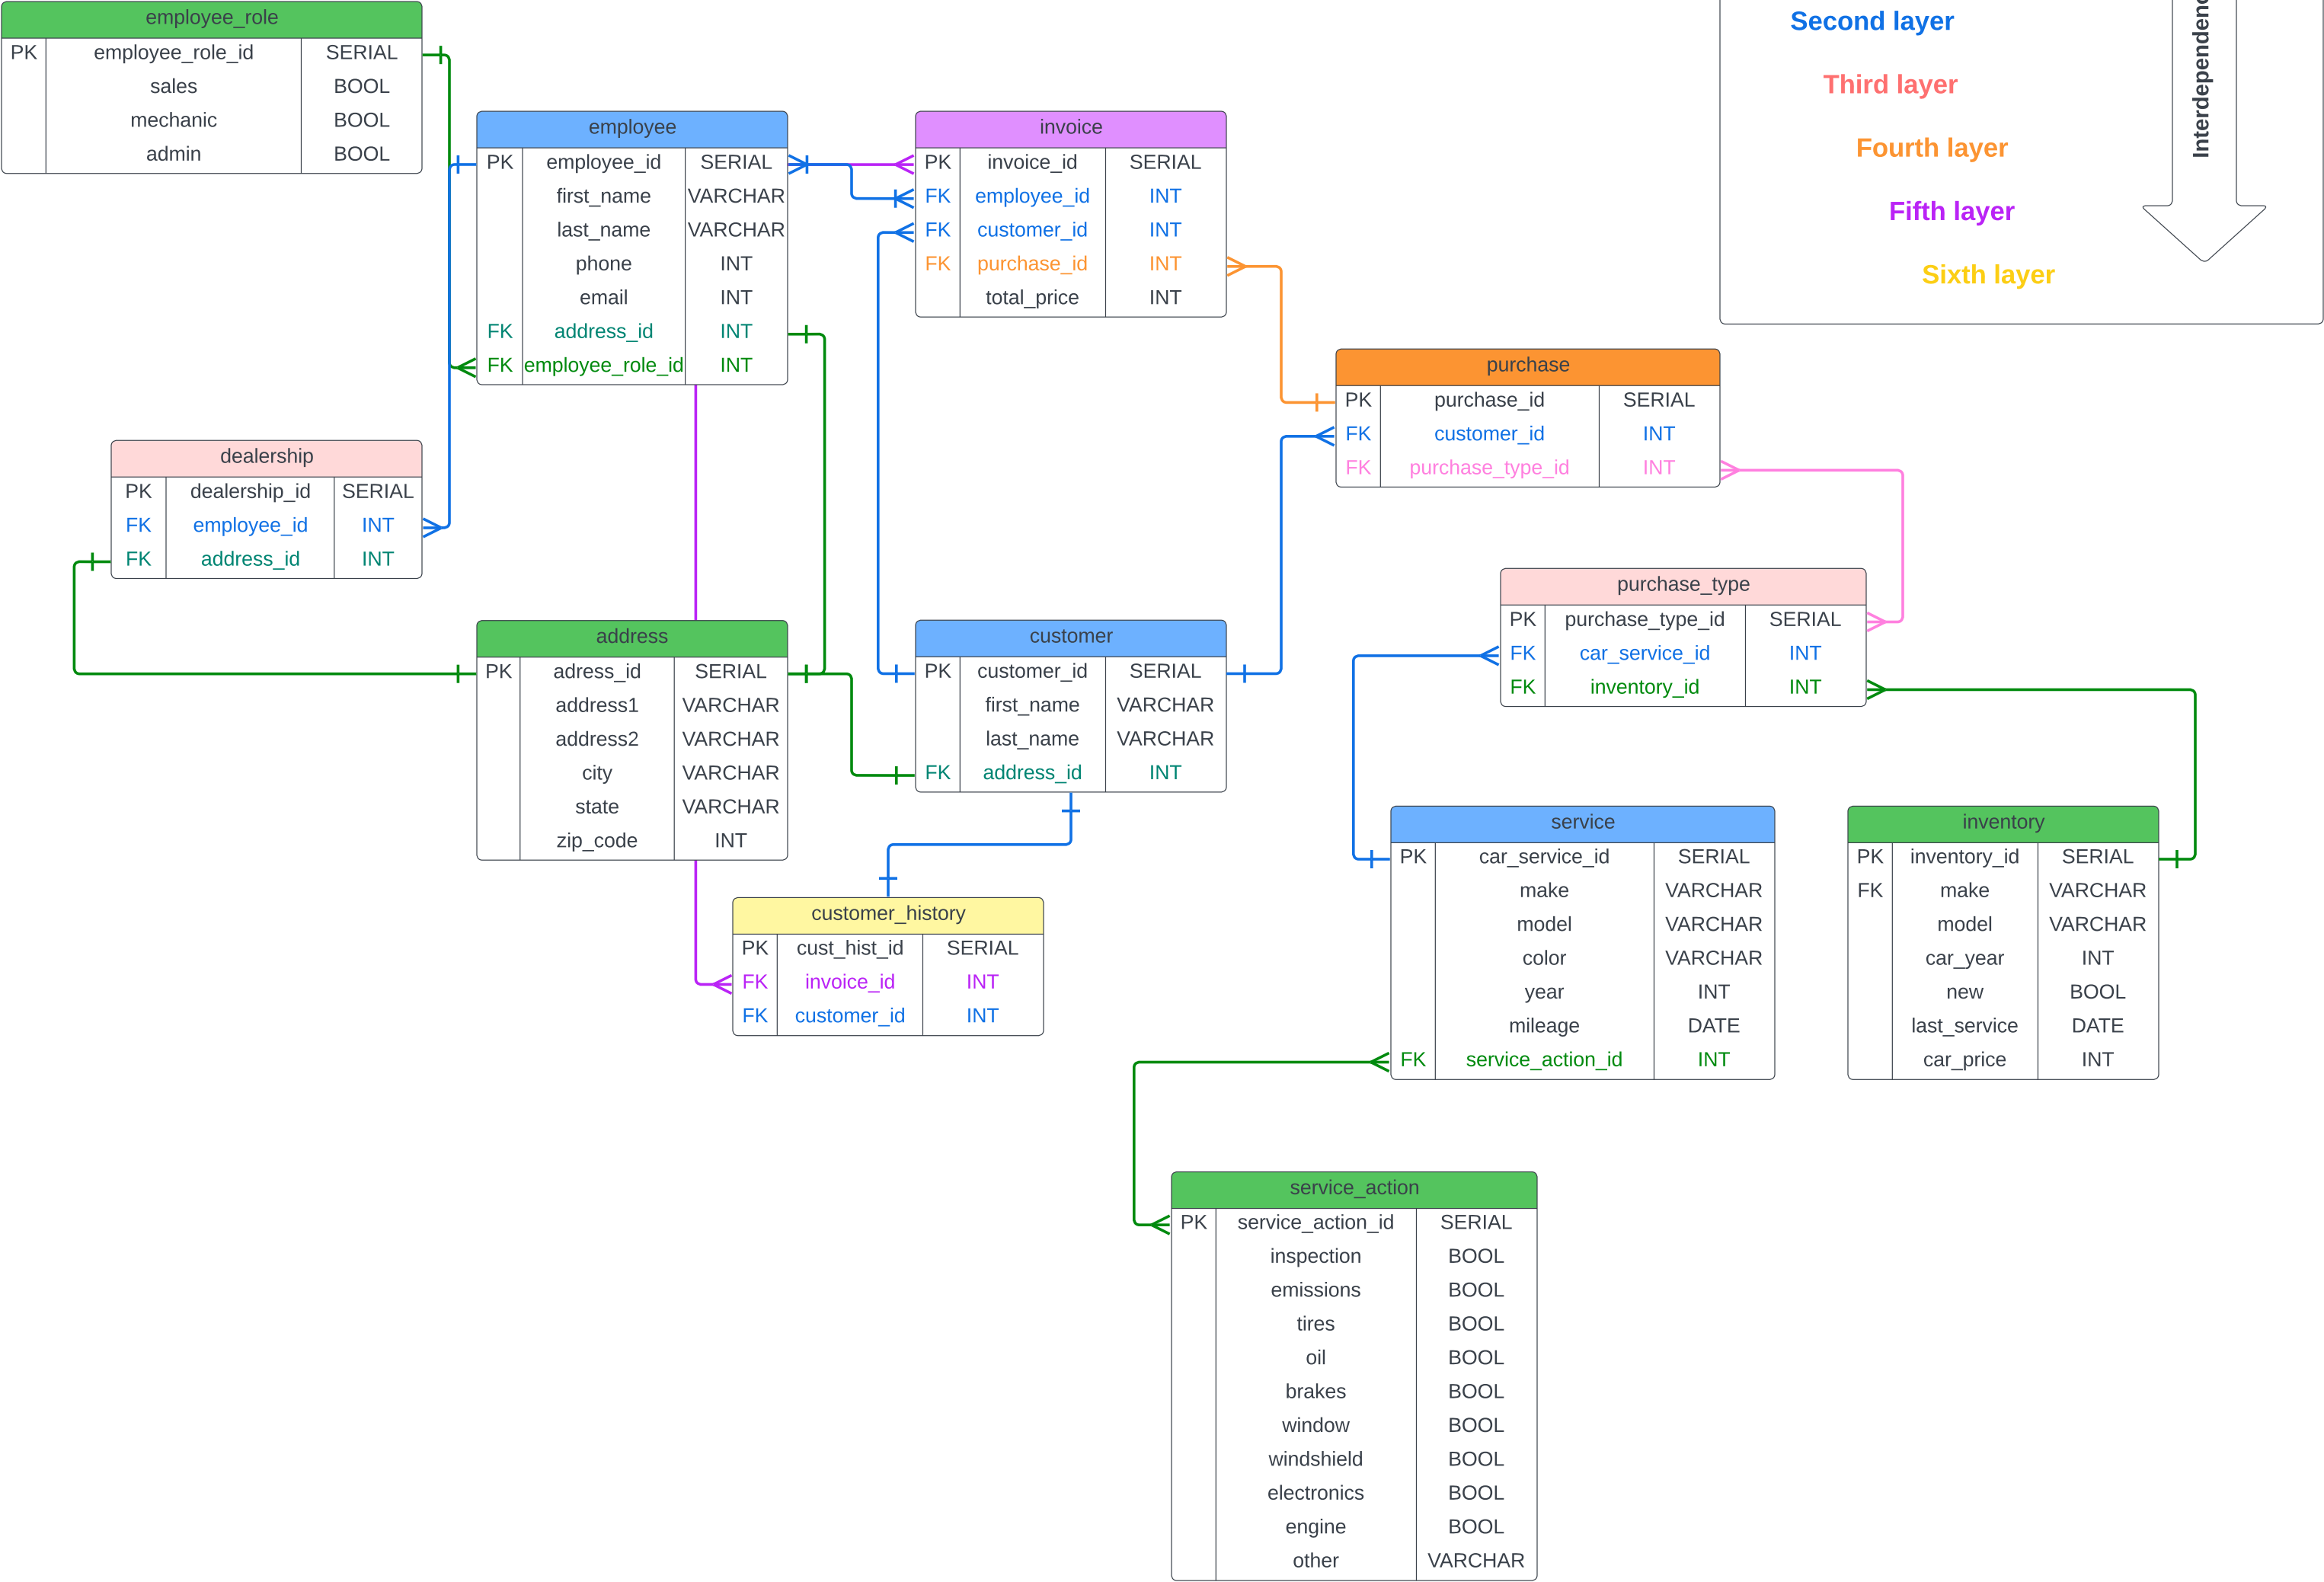 employee_role
PK employee_role_id SERIAL
sales BOOL
mechanic BOOL
admin BOOL
Second layer
Third layer
Fourth layer
Fifth layer
Sixth layer
employee
PK employee_id SERIAL
first_name VARCHAR
last_name VARCHAR
phone INT
email INT
FK address_id INT
FK employee_role_id INT
invoice
PK invoice_id SERIAL
FK employee_id INT
FK customer_id INT
FK purchase_id INT
total_price INT
purchase
PK purchase_id SERIAL
FK customer_id INT
FK purchase_type_id INT
dealership
PK dealership_id SERIAL
FK employee_id INT
FK address_id INT
purchase_type
PK purchase_type_id SERIAL
FK car_service_id INT
FK inventory_id INT
address
PK adress_id SERIAL
address1 VARCHAR
address2 VARCHAR
city VARCHAR
state VARCHAR
zip_code INT
customer
PK customer_id SERIAL
first_name VARCHAR
last_name VARCHAR
FK address_id INT
customer_history
PK cust_hist_id SERIAL
FK invoice_id INT
FK customer_id INT
service
PK car_service_id SERIAL
make VARCHAR
model VARCHAR
color VARCHAR
year INT
mileage DATE
FK service_action_id INT
inventory
PK inventory_id SERIAL
FK make VARCHAR
model VARCHAR
car_year INT
new BOOL
last_service DATE
car_price INT
service_action
PK service_action_id SERIAL
inspection BOOL
emissions BOOL
tires BOOL
oil BOOL
brakes BOOL
window BOOL
windshield BOOL
electronics BOOL
engine BOOL
other VARCHAR